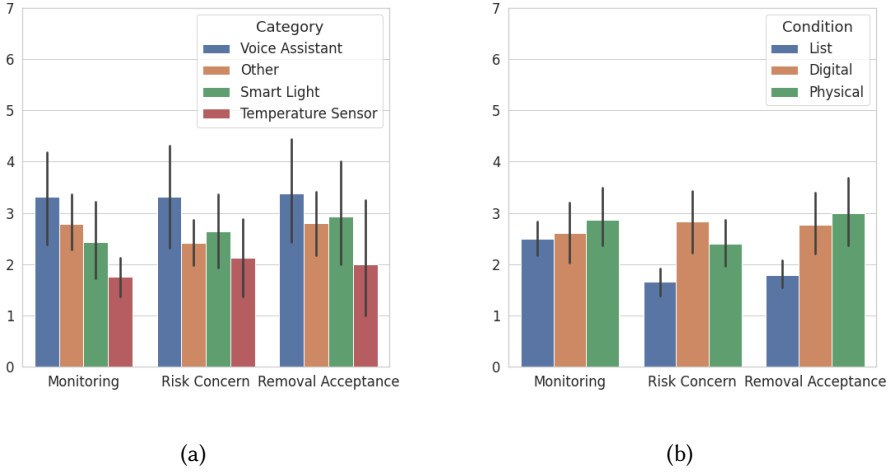 7
6
5
4
3
2
1
0
Category
Voice Assistant
Other
Smart Light
Temperature Sensor
Monitoring
Risk Concern
Removal Acceptance
(a)
7
6
5
4
3
2
1
0
Condition
List
Digital
Physical
Monitoring
Risk Concern
Removal Acceptance
(b)